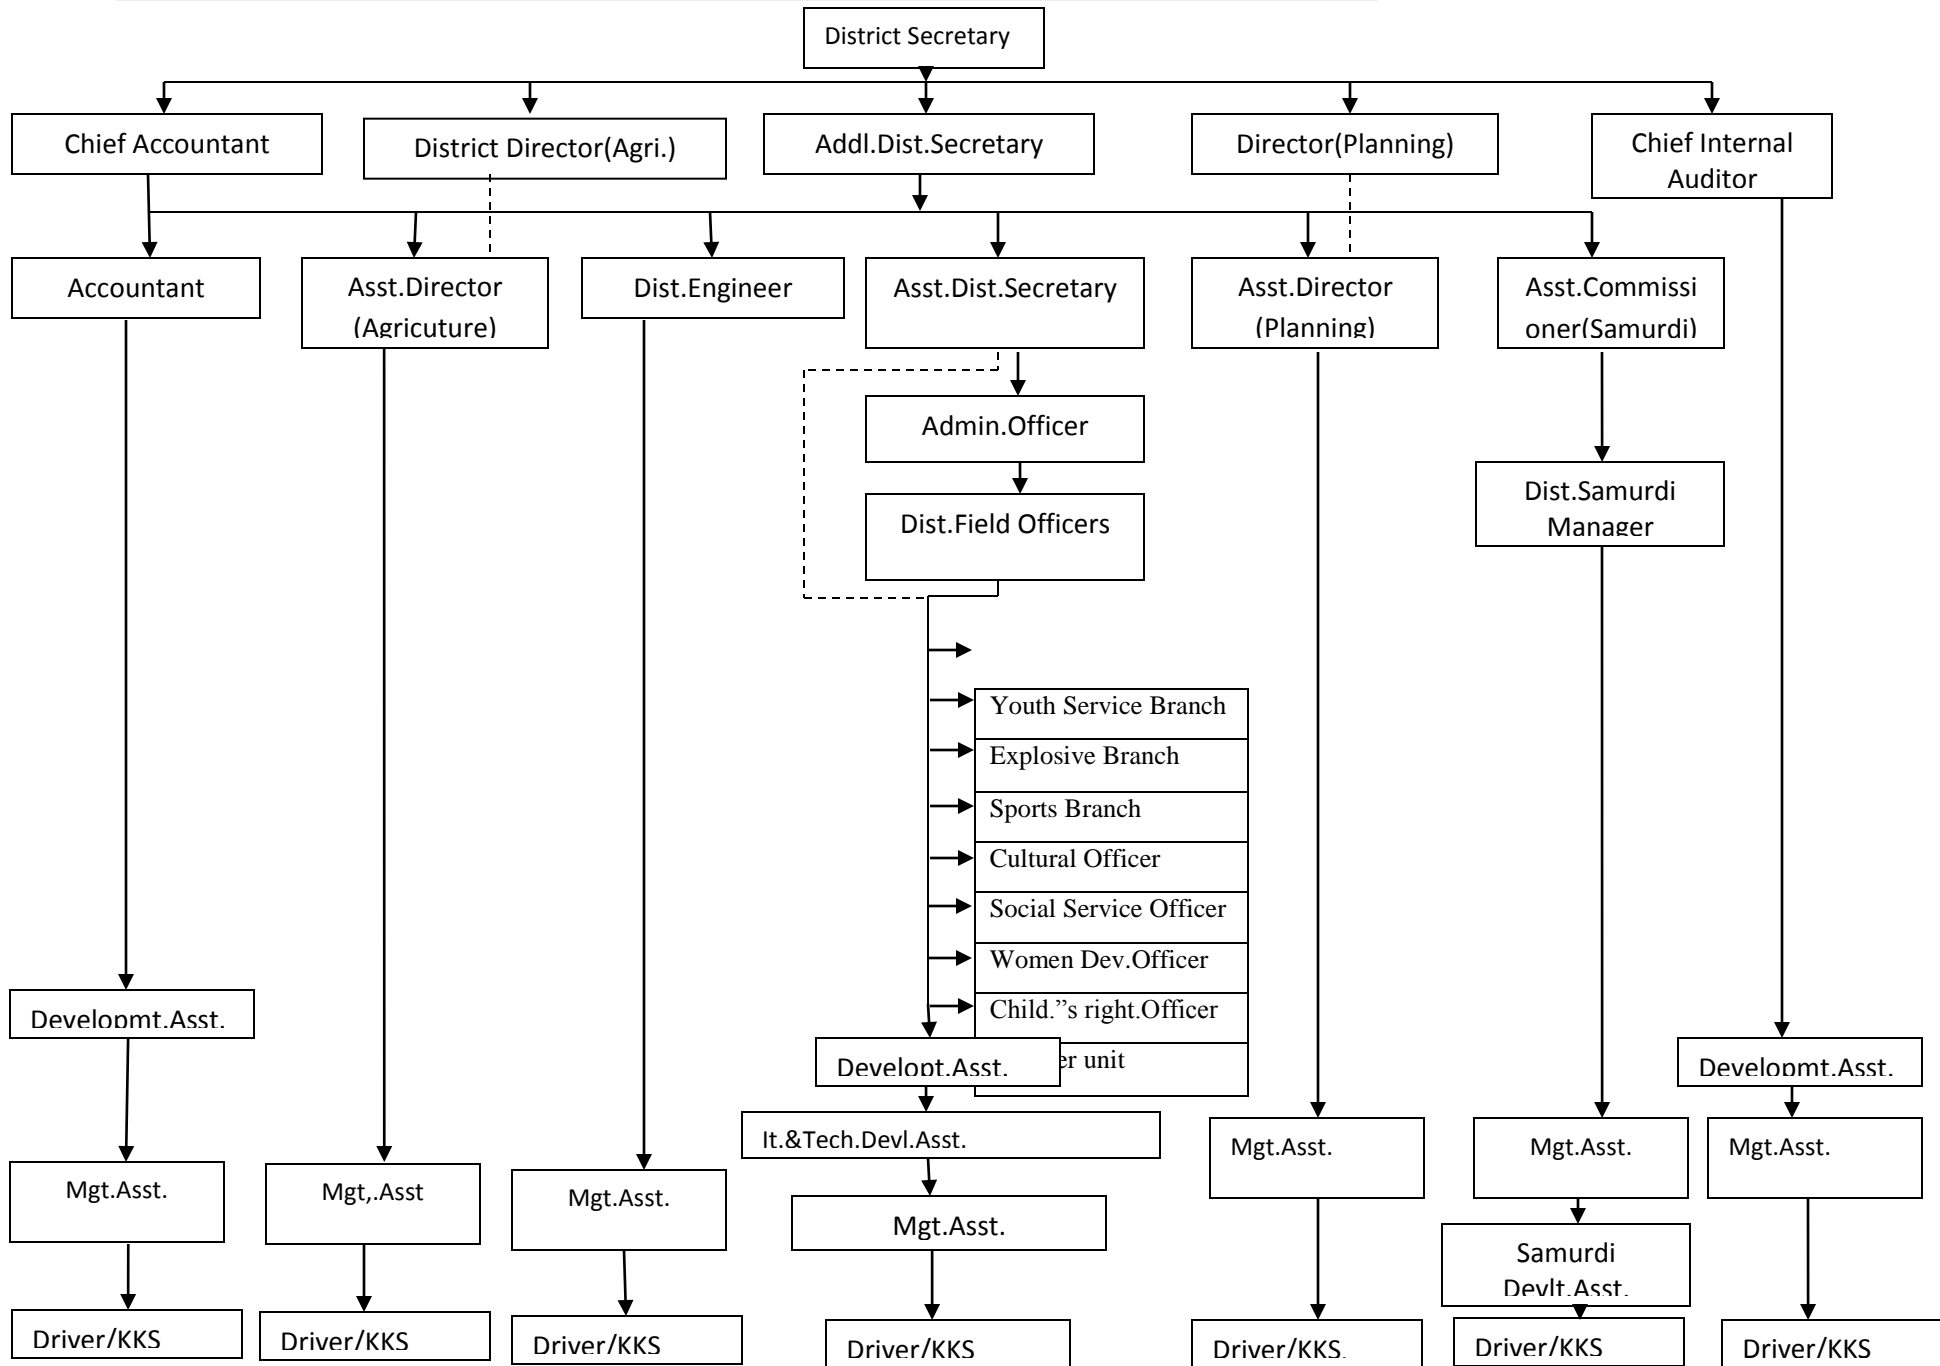 District Secretary
Chief Accountant
District Director(Agri.)
Addl.Dist.Secretary
Director(Planning)
Chief Internal
Auditor
Accountant
Asst.Director
(Agricuture)
Dist.Engineer
Asst.Dist.Secretary
Asst.Director
(Planning)
Asst.Commissi
oner(Samurdi)
Admin.Officer
Dist.Samurdi
Manager
Dist.Field Officers
Youth Service Branch
Explosive Branch
Sports Branch
Cultural Officer
Social Service Officer
Women Dev.Officer
Child.”s right.Officer
unit
Developmt.Asst.
Developt.Asst.
Developmt.Asst.
It.&Tech.Devl.Asst.
Mgt.Asst.
Mgt,.Asst
Mgt.Asst.
Mgt.Asst.
Mgt.Asst.
Mgt.Asst.
Mgt.Asst.
Samurdi
Devlt.Asst.
Driver/KKS
Driver/KKS
Driver/KKS
Driver/KKS
Driver/KKS.
Driver/KKS
Driver/KKS